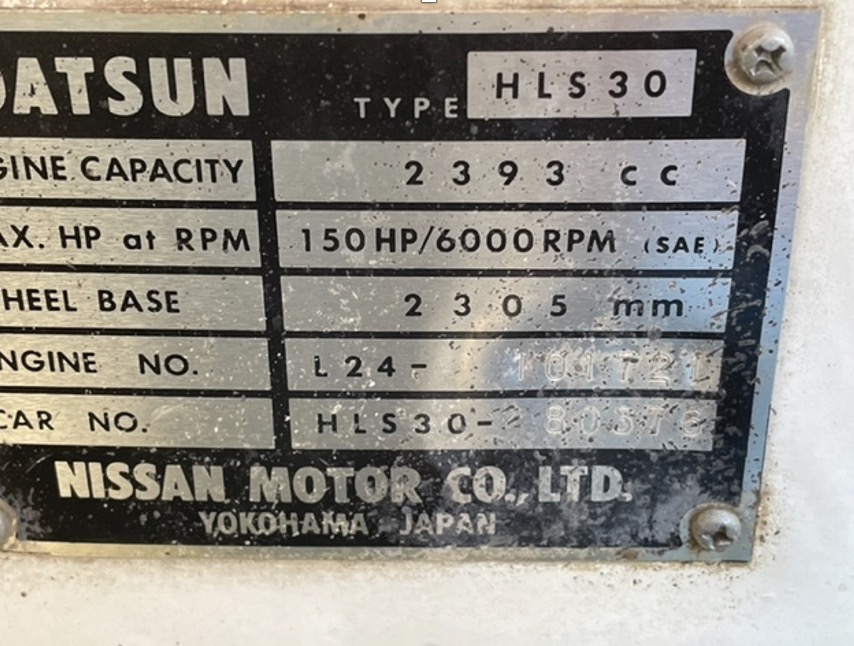 DATSUN TYPE HLS30
GINE CAPACITY 2393 cc
AX. HP at RPM 150HP/6000RPM (SAE)
HEEL BASE 2305 mm
NGINE NO. L24- 101721
CAR NO. HLS30-
NISSAN MOTOR CO., LTD.
YOKOHAMA JAPAN